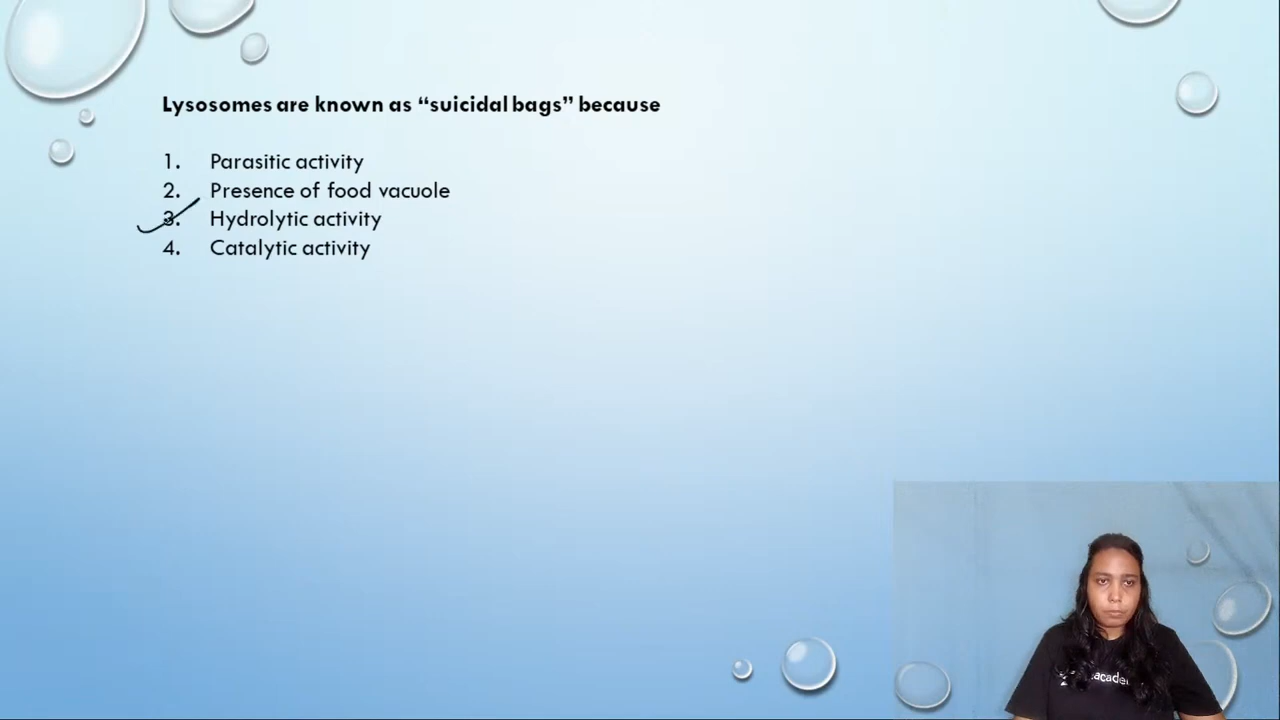 Lysosomes are known as “suicidal bags” because
1. Parasitic activity
2. Presence of food vacuole
3. Hydrolytic activity
4. Catalytic activity